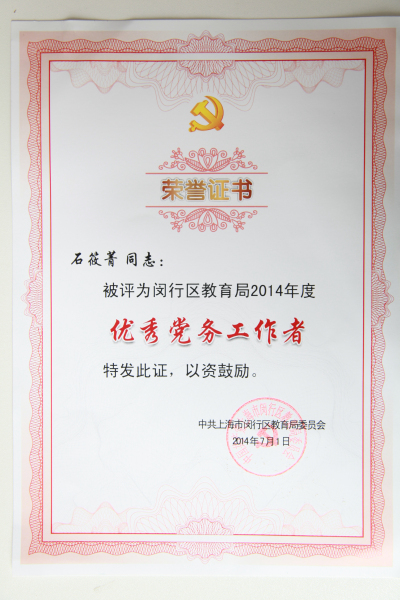 荣誉证书
石筱菁 同志：
被评为闵行区教育局2014年度
优秀党务工作者
特发此证，以资鼓励。
中共上海市闵行区教育局委员会
2014年7月1日